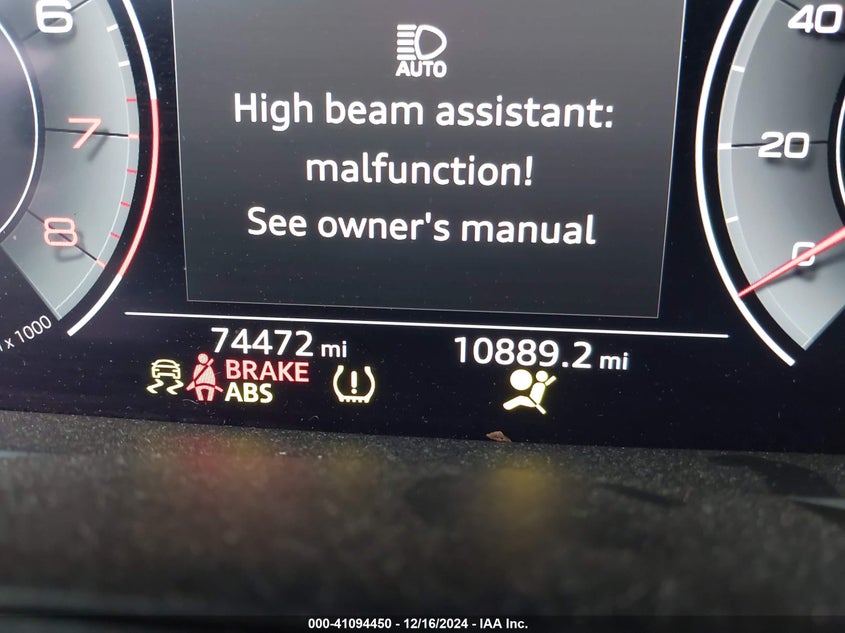 6
7
8
x 1000
AUTO
High beam assistant:
malfunction!
See owner's manual
40
20
0
74472 mi
10889.2 mi
BRAKE
ABS
000-41094450 - 12/16/2024 - IAA Inc.